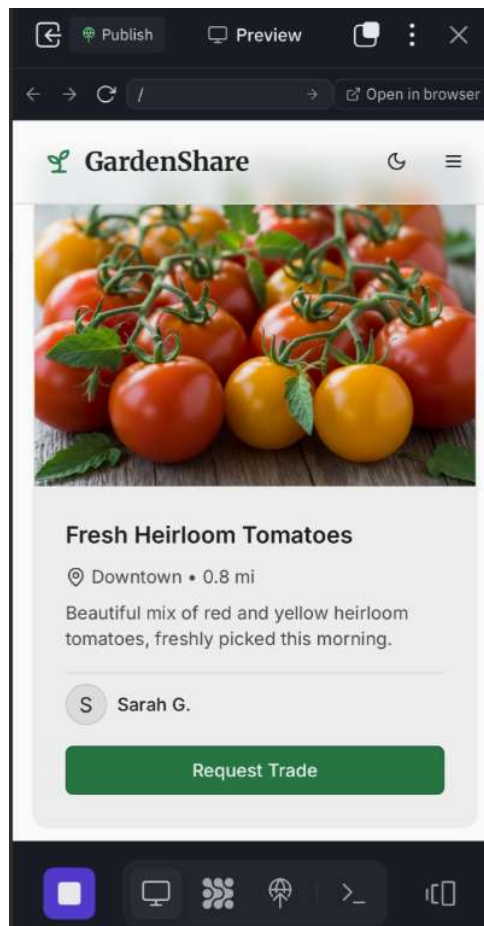 Publish
Preview
/
Open in browser
GardenShare
Fresh Heirloom Tomatoes
Downtown • 0.8 mi
Beautiful mix of red and yellow heirloom
tomatoes, freshly picked this morning.
S
Sarah G.
Request Trade